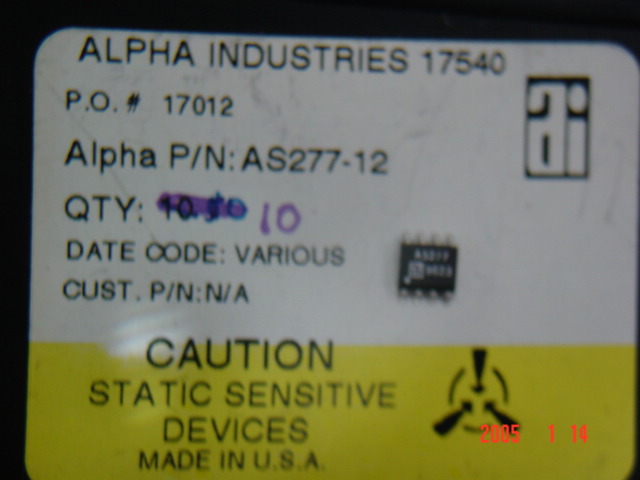 ALPHA INDUSTRIES 17540
P.O. # 17012
Alpha P/N: AS277-12
QTY: 10
DATE CODE: VARIOUS
CUST. P/N: N/A
AS277
CAUTION
STATIC SENSITIVE
DEVICES
MADE IN U.S.A.
2005 1 14